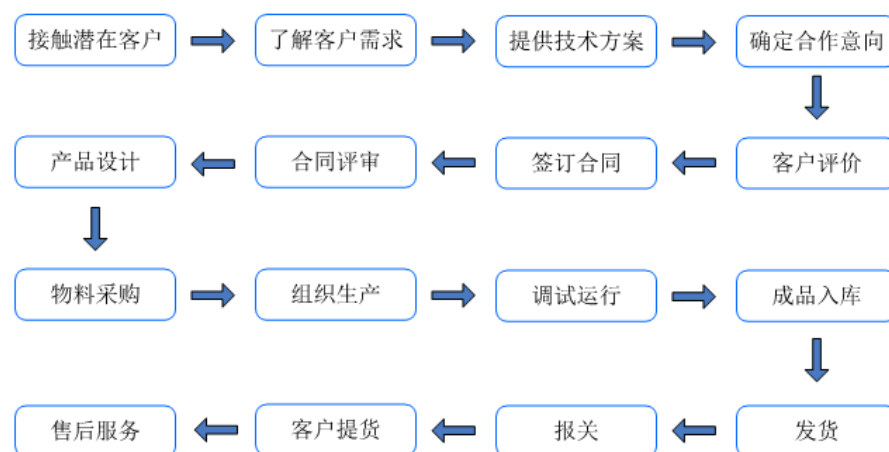 接触潜在客户
了解客户需求
提供技术方案
确定合作意向
客户评价
签订合同
合同评审
产品设计
物料采购
组织生产
调试运行
成品入库
发货
报关
客户提货
售后服务